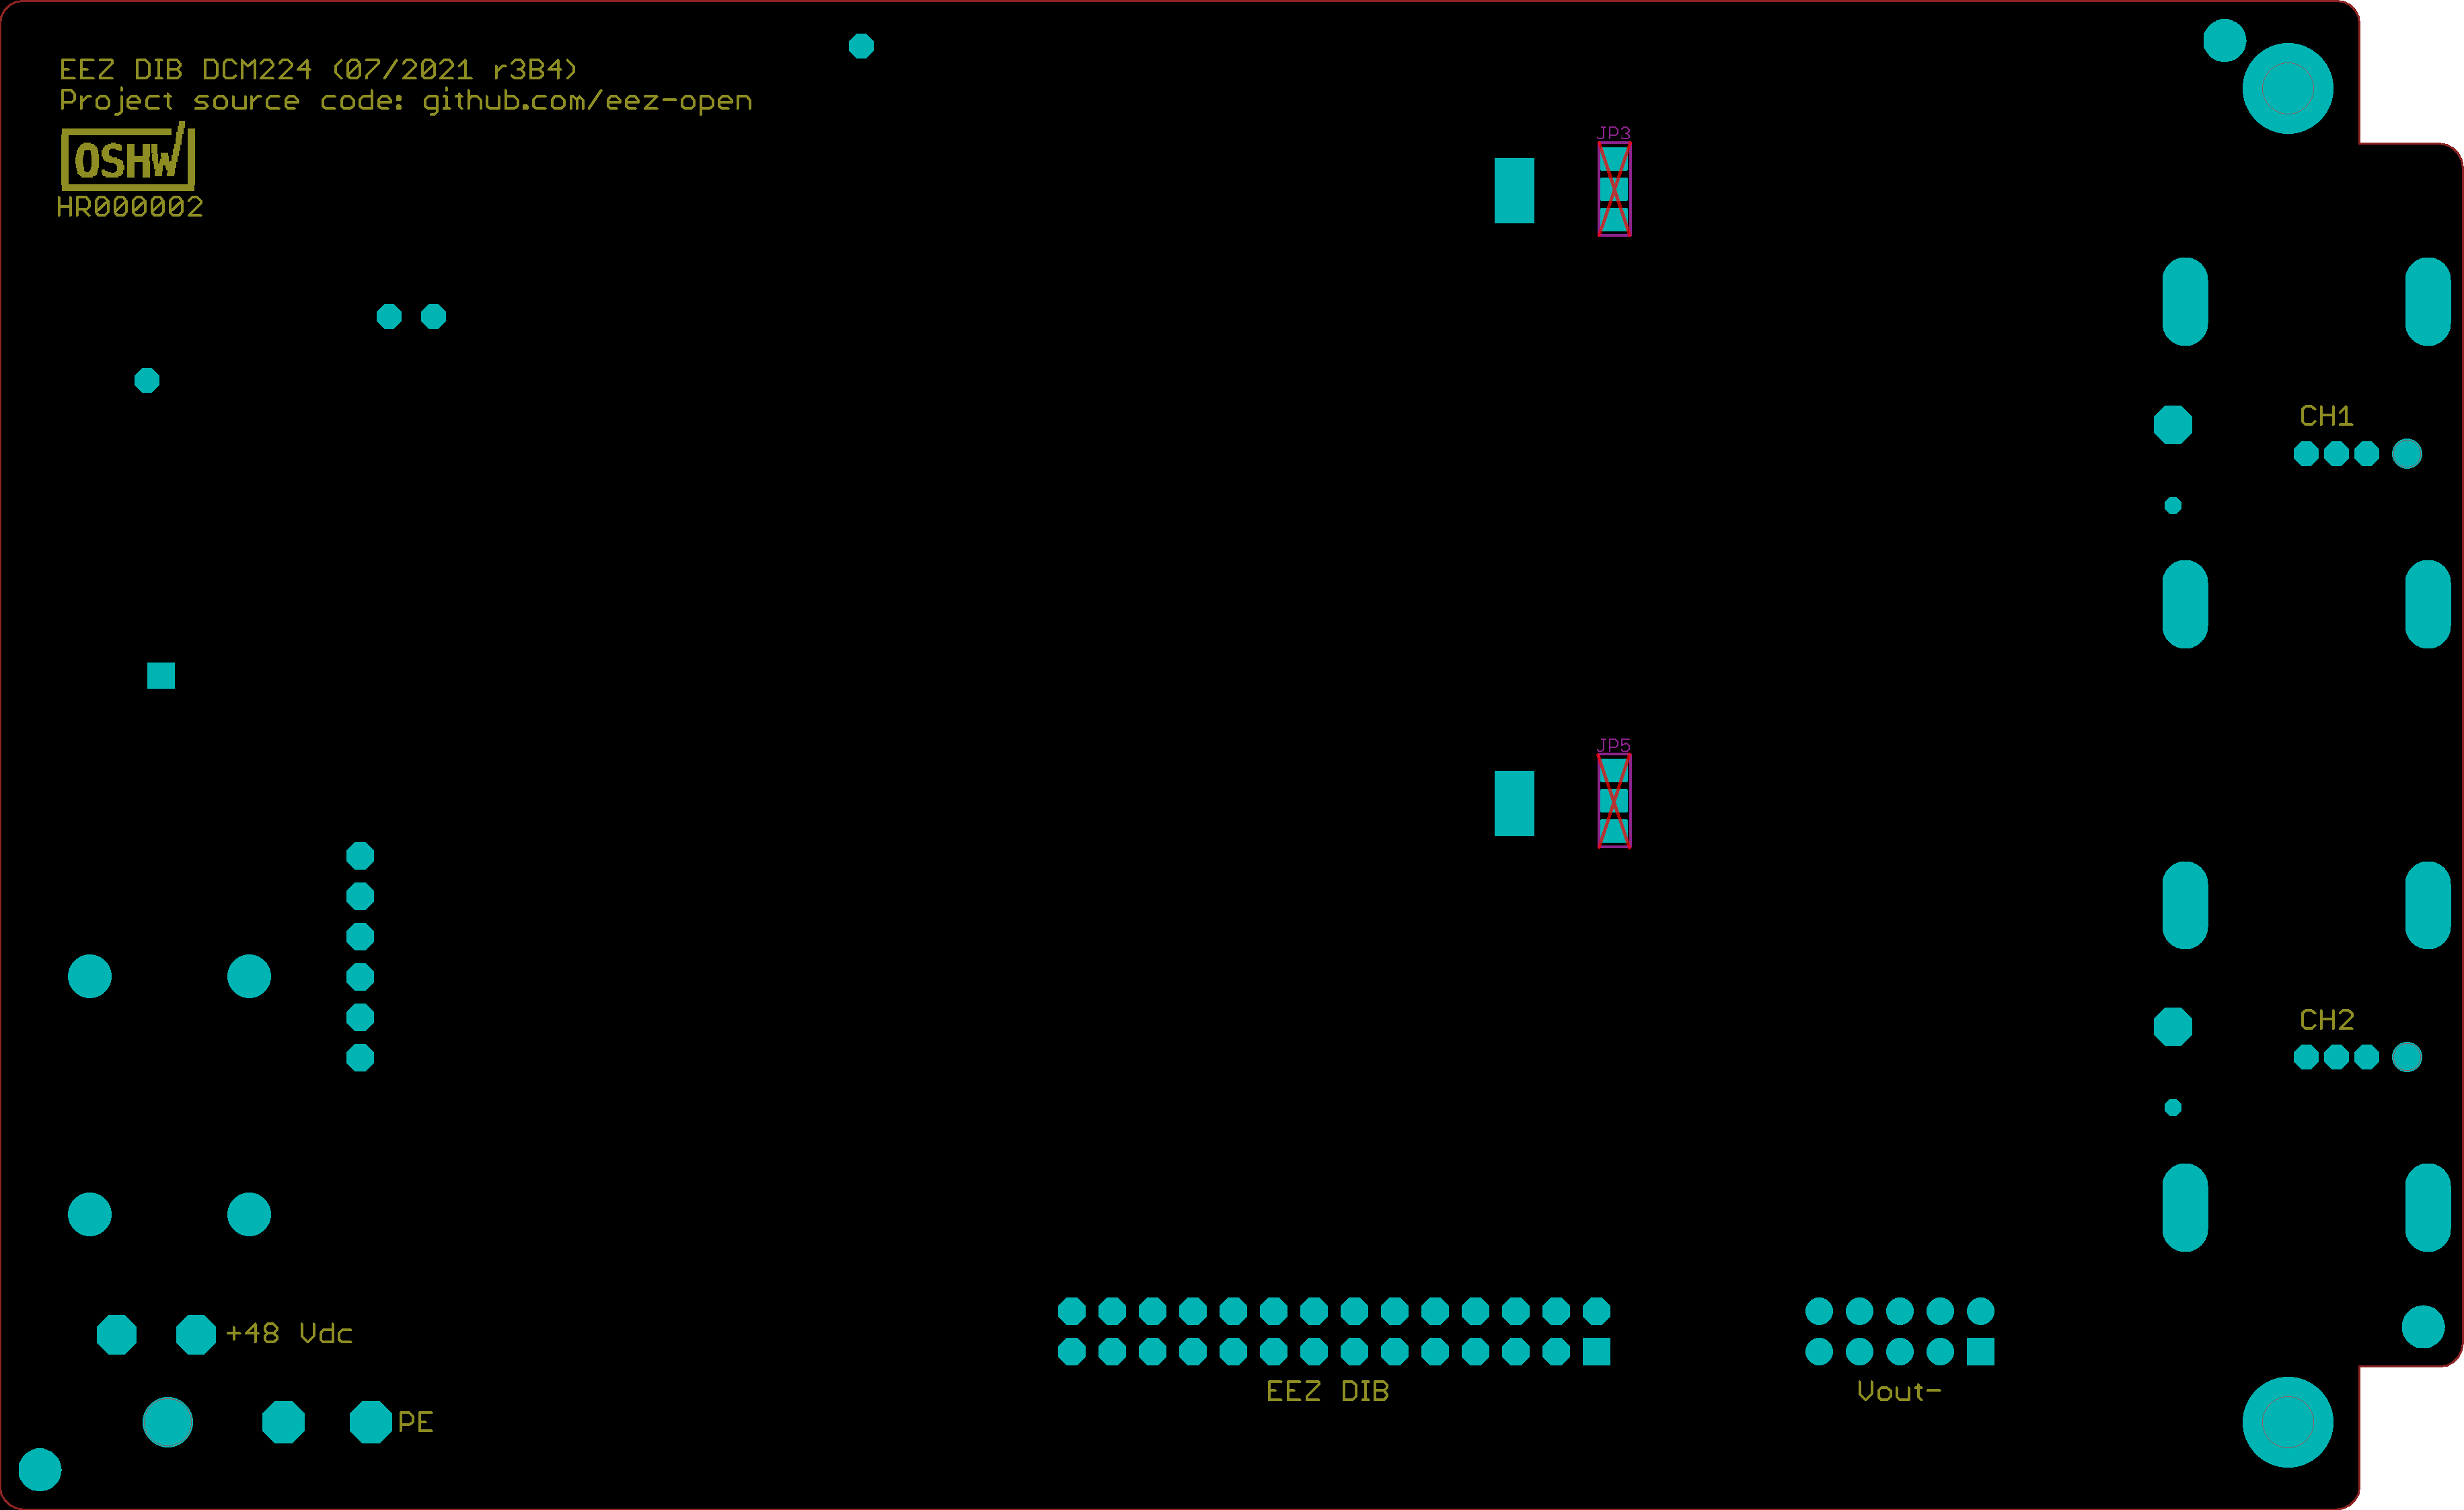 EEZ DIB DCM224 (07/2021 r3B4)
Project source code: github.com/eez-open
OSHW
HR000002
JP3
CH1
JP5
CH2
+48 Vdc
EEZ DIB
Vout-
PE